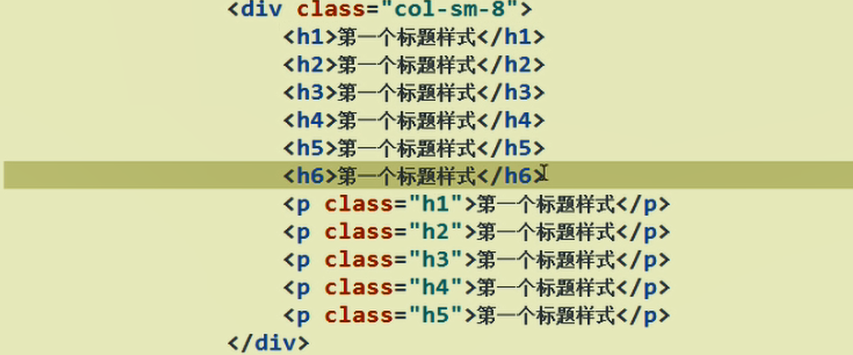 <div class="col-sm-8">
<h1>第一个标题样式</h1>
<h2>第一个标题样式</h2>
<h3>第一个标题样式</h3>
<h4>第一个标题样式</h4>
<h5>第一个标题样式</h5>
<h6>第一个标题样式</h6>
<p class="h1">第一个标题样式</p>
<p class="h2">第一个标题样式</p>
<p class="h3">第一个标题样式</p>
<p class="h4">第一个标题样式</p>
<p class="h5">第一个标题样式</p>
</div>